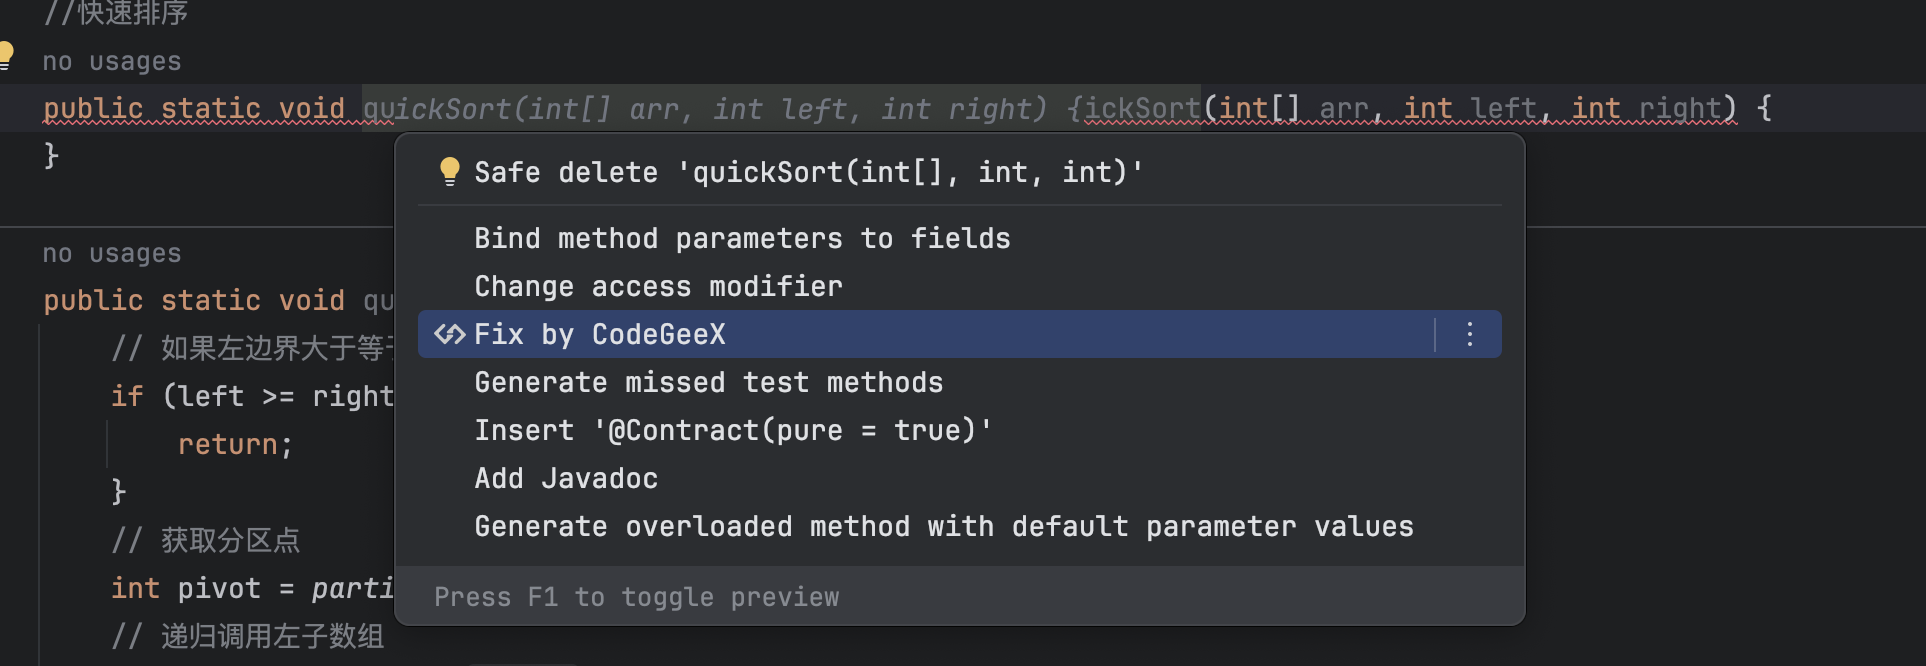 //快速排序
no usages
public static void quickSort(int[] arr, int left, int right) {ickSort(int[] arr, int left, int right) {
}
Safe delete 'quickSort(int[], int, int)'
Bind method parameters to fields
Change access modifier
Fix by CodeGeeX
Generate missed test methods
Insert '@Contract(pure = true)'
Add Javadoc
Generate overloaded method with default parameter values
Press F1 to toggle preview
no usages
public static void qu
// 如果左边界大于等
if (left >= right
return;
}
// 获取分区点
int pivot = parti
// 递归调用左子数组